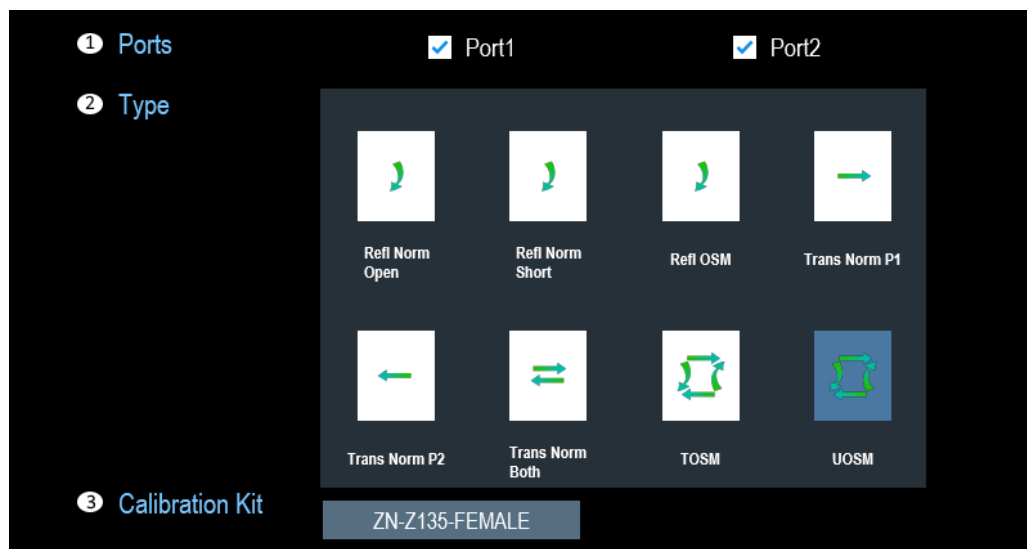 1 Ports Port1 Port2
2 Type
Refl Norm Open
Refl Norm Short
Refl OSM
Trans Norm P1
Trans Norm P2
Trans Norm Both
TOSM
UOSM
3 Calibration Kit
ZN-Z135-FEMALE